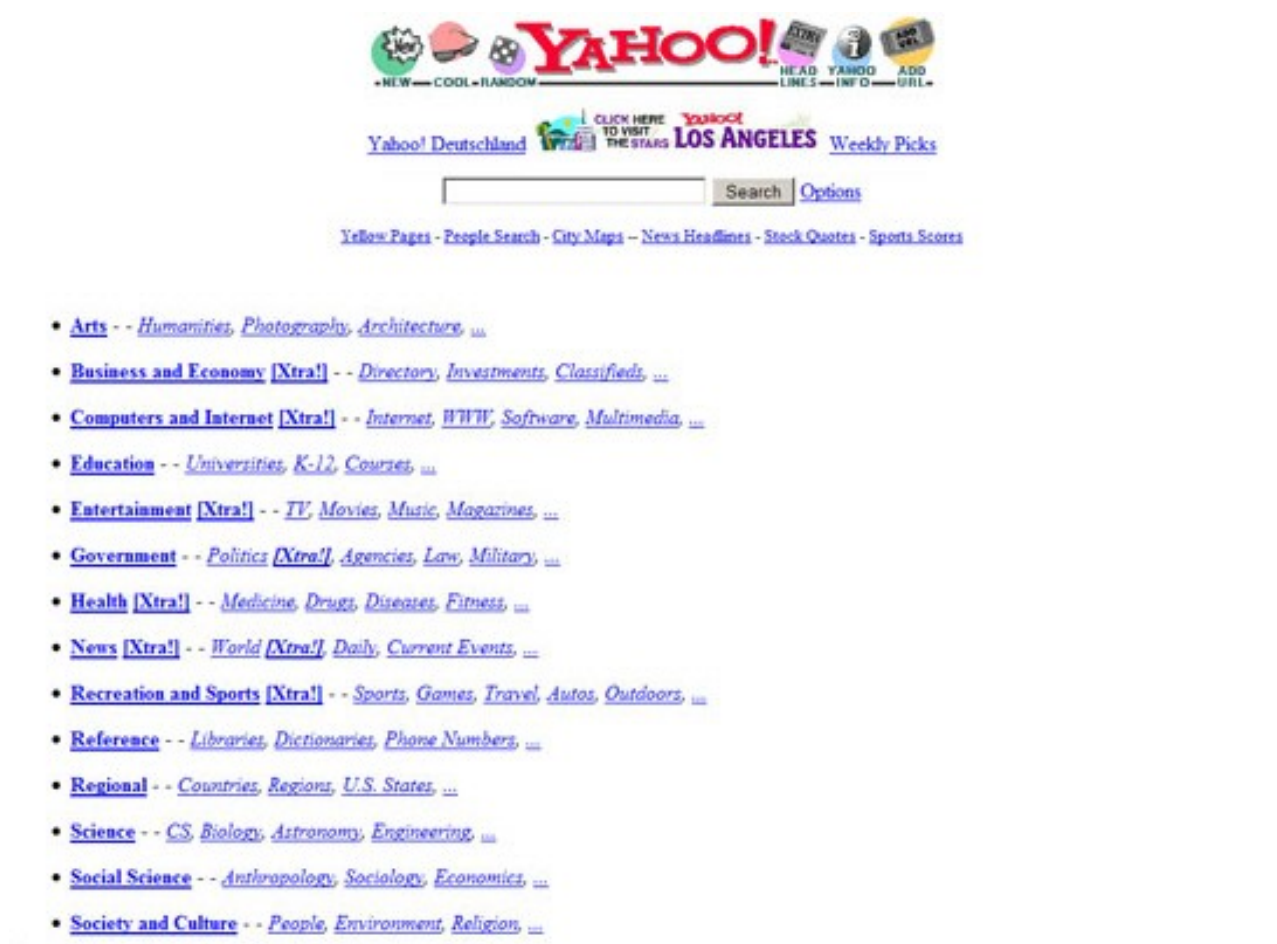 New YAHOO! EXTRA i ADD URL
NEW COOL RANDOM HEAD LINES YAHOO INFO ADD URL
Yahoo! Deutschland CLICK HERE TO VISIT THE STARS YAHOO! LOS ANGELES Weekly Picks
Search Options
Yellow Pages - People Search - City Maps -- News Headlines - Stock Quotes - Sports Scores
• Arts - - Humanities, Photography, Architecture, ...
• Business and Economy [Xtra!] - - Directory, Investments, Classifieds, ...
• Computers and Internet [Xtra!] - - Internet, WWW, Software, Multimedia, ...
• Education - - Universities, K-12, Courses, ...
• Entertainment [Xtra!] - - TV, Movies, Music, Magazines, ...
• Government - - Politics [Xtra!], Agencies, Law, Military, ...
• Health [Xtra!] - - Medicine, Drugs, Diseases, Fitness, ...
• News [Xtra!] - - World [Xtra!], Daily, Current Events, ...
• Recreation and Sports [Xtra!] - - Sports, Games, Travel, Autos, Outdoors, ...
• Reference - - Libraries, Dictionaries, Phone Numbers, ...
• Regional - - Countries, Regions, U.S. States, ...
• Science - - CS, Biology, Astronomy, Engineering, ...
• Social Science - - Anthropology, Sociology, Economics, ...
• Society and Culture - - People, Environment, Religion, ...